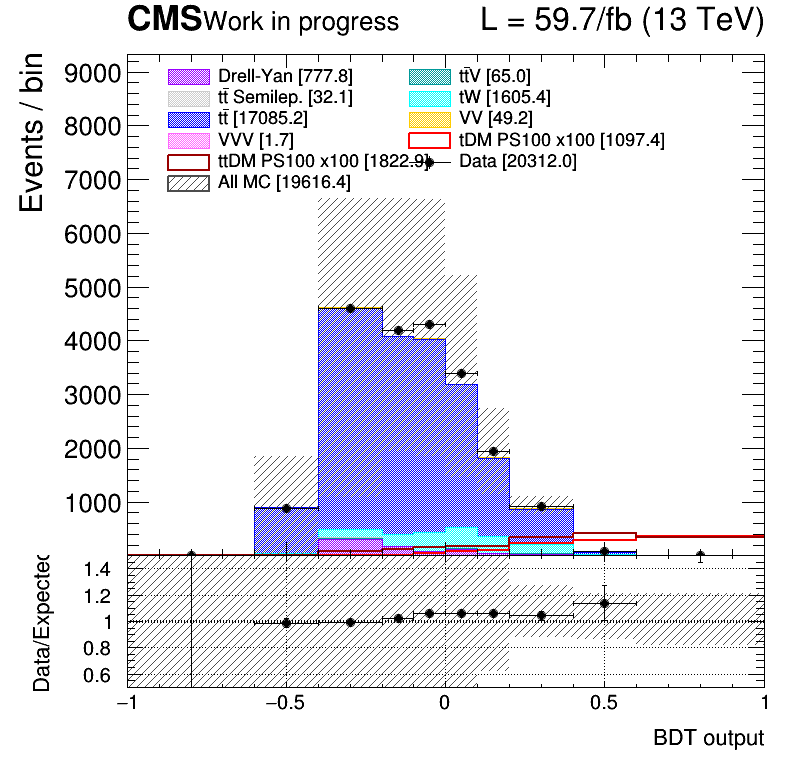 CMS Work in progress L = 59.7/fb (13 TeV)
Events / bin
9000
8000
7000
6000
5000
4000
3000
2000
1000
Drell-Yan [777.8]
tt̄V [65.0]
tt̄ Semilep. [32.1]
tW [1605.4]
tt̄ [17085.2]
VV [49.2]
VVV [1.7]
tDM PS100 x100 [1097.4]
ttDM PS100 x100 [1822.9]
Data [20312.0]
All MC [19616.4]
Data/Expected
1.4
1.2
1
0.8
0.6
−1 −0.5 0 0.5 1
BDT output